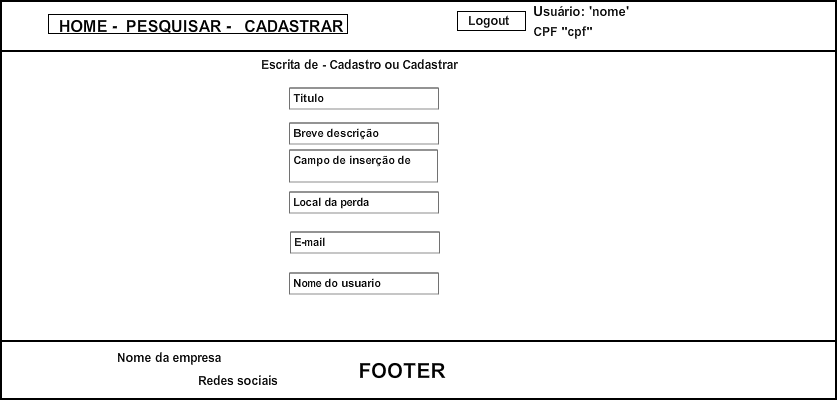 HOME - PESQUISAR - CADASTRAR
Logout
Usuário: 'nome'
CPF "cpf"
Escrita de - Cadastro ou Cadastrar
Titulo
Breve descrição
Campo de inserção de
Local da perda
E-mail
Nome do usuario
Nome da empresa
Redes sociais
FOOTER